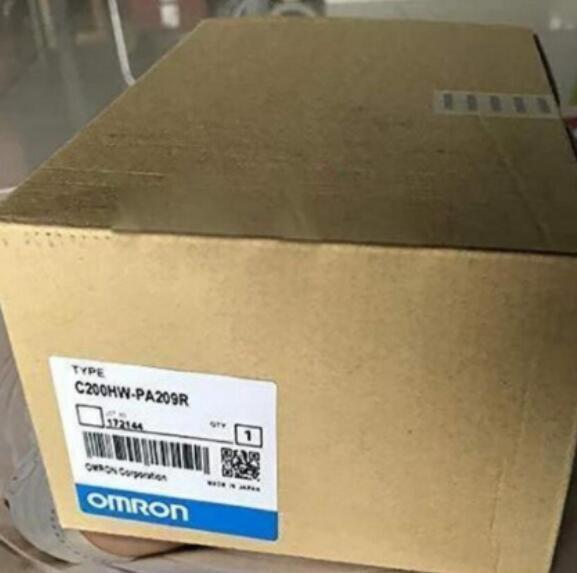 TYPE
C200HW-PA209R
LOT NO.
172144
QTY
1
OMRON Corporation
MADE IN JAPAN
OMRON